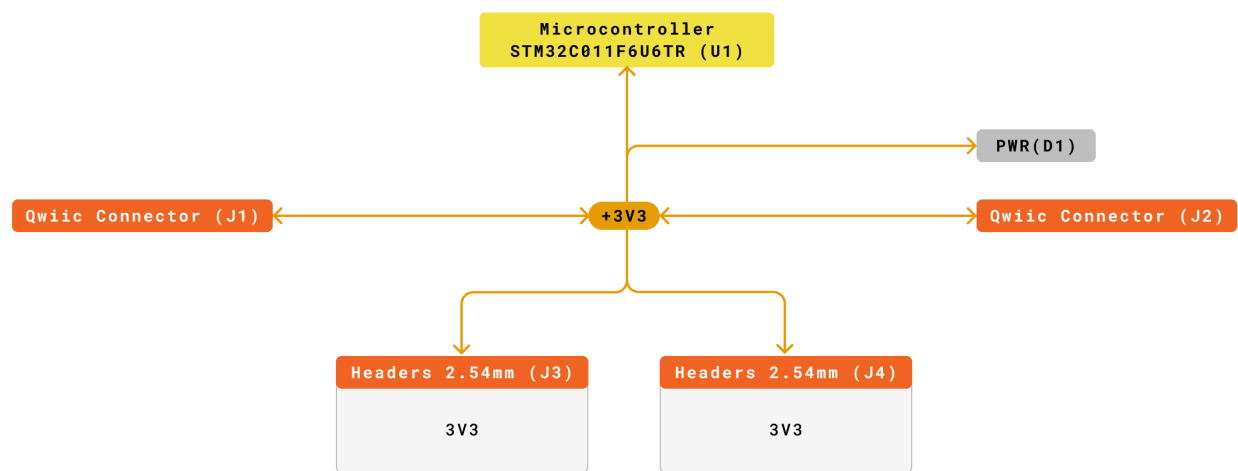 Microcontroller
STM32C011F6U6TR (U1)
PWR(D1)
Qwiic Connector (J1)
+3V3
Qwiic Connector (J2)
Headers 2.54mm (J3)
Headers 2.54mm (J4)
3V3
3V3